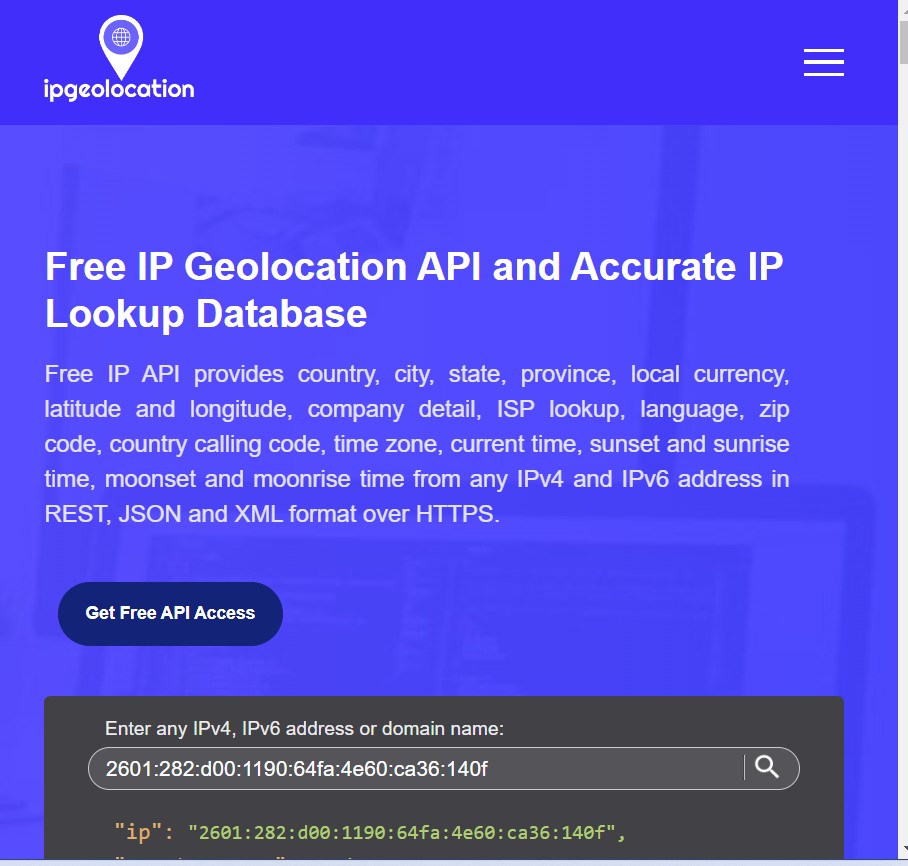 ipgeolocation
Free IP Geolocation API and Accurate IP
Lookup Database
Free IP API provides country, city, state, province, local currency,
latitude and longitude, company detail, ISP lookup, language, zip
code, country calling code, time zone, current time, sunset and sunrise
time, moonset and moonrise time from any IPv4 and IPv6 address in
REST, JSON and XML format over HTTPS.
Get Free API Access
Enter any IPv4, IPv6 address or domain name:
2601:282:d00:1190:64fa:4e60:ca36:140f
"ip": "2601:282:d00:1190:64fa:4e60:ca36:140f",